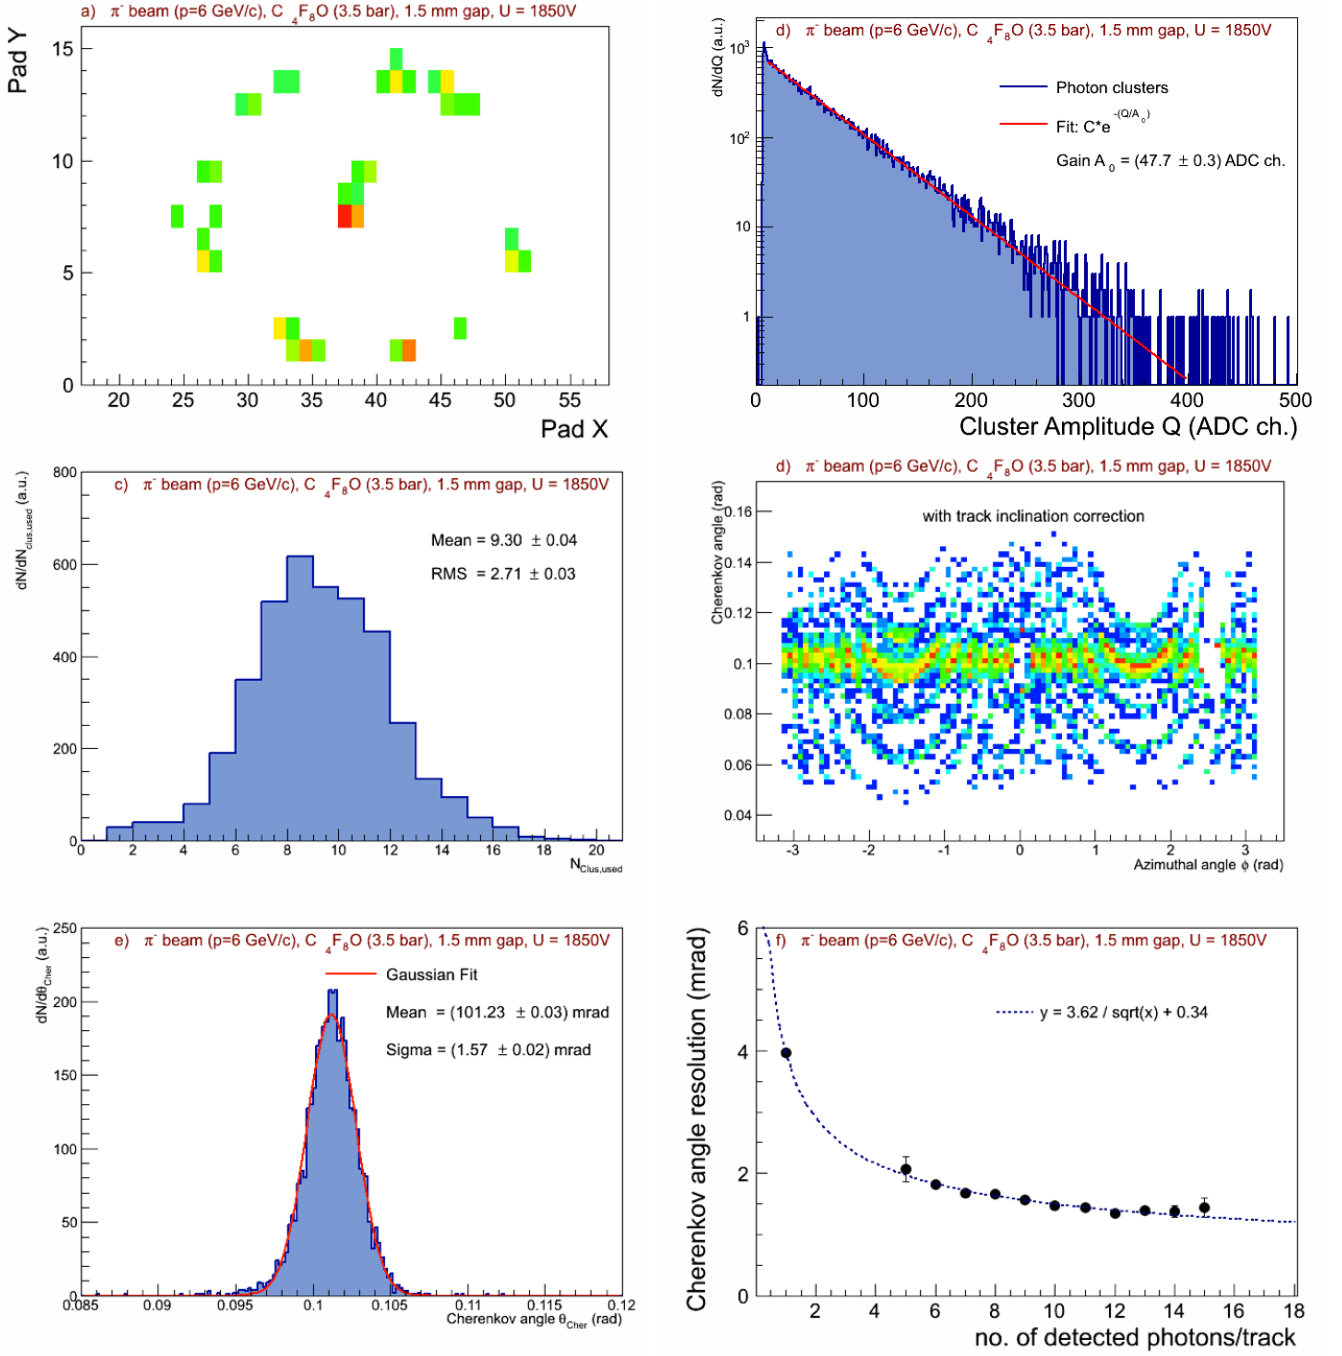 a) π⁻ beam (p=6 GeV/c), C ₄F₈O (3.5 bar), 1.5 mm gap, U = 1850V
Pad Y
15
10
5
0
20 25 30 35 40 45 50 55
Pad X
d) π⁻ beam (p=6 GeV/c), C ₄F₈O (3.5 bar), 1.5 mm gap, U = 1850V
dN/dQ (a.u.)
10³
10²
10
1
Photon clusters
Fit: C*e^-(Q/A₀)
Gain A ₀ = (47.7 ± 0.3) ADC ch.
0 100 200 300 400 500
Cluster Amplitude Q (ADC ch.)
c) π⁻ beam (p=6 GeV/c), C ₄F₈O (3.5 bar), 1.5 mm gap, U = 1850V
dN/dN_clus,used (a.u.)
800
600
400
200
0
Mean = 9.30 ± 0.04
RMS = 2.71 ± 0.03
0 2 4 6 8 10 12 14 16 18 20
N_Clus,used
d) π⁻ beam (p=6 GeV/c), C ₄F₈O (3.5 bar), 1.5 mm gap, U = 1850V
with track inclination correction
Cherenkov angle (rad)
0.16
0.14
0.12
0.1
0.08
0.06
0.04
-3 -2 -1 0 1 2 3
Azimuthal angle ϕ (rad)
e) π⁻ beam (p=6 GeV/c), C ₄F₈O (3.5 bar), 1.5 mm gap, U = 1850V
dN/dθ_Cher (a.u.)
250
200
150
100
50
0
Gaussian Fit
Mean = (101.23 ± 0.03) mrad
Sigma = (1.57 ± 0.02) mrad
0.085 0.09 0.095 0.1 0.105 0.11 0.115 0.12
Cherenkov angle θ_Cher (rad)
f) π⁻ beam (p=6 GeV/c), C ₄F₈O (3.5 bar), 1.5 mm gap, U = 1850V
Cherenkov angle resolution (mrad)
6
4
2
0
y = 3.62 / sqrt(x) + 0.34
2 4 6 8 10 12 14 16 18
no. of detected photons/track